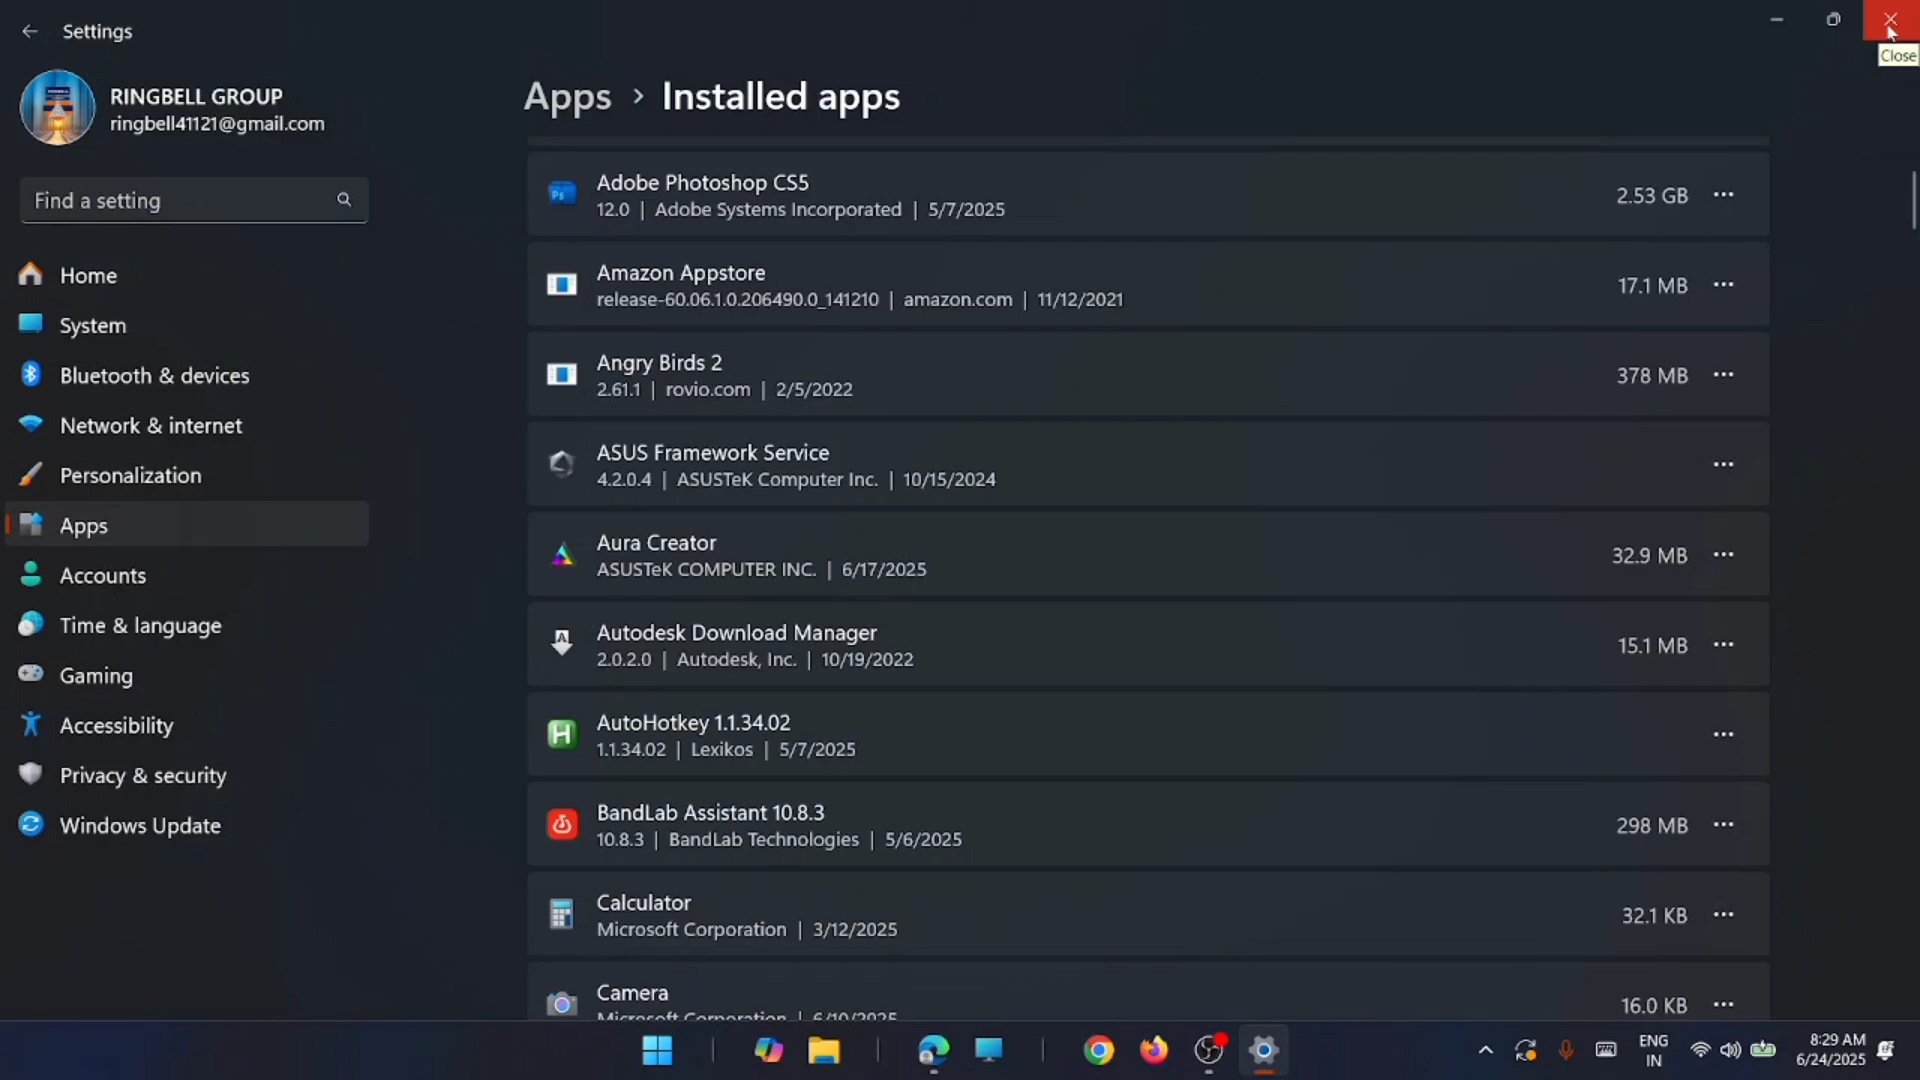 Settings
Close
RINGBELL GROUP
ringbell41121@gmail.com
Find a setting
Home
System
Bluetooth & devices
Network & internet
Personalization
Apps
Accounts
Time & language
Gaming
Accessibility
Privacy & security
Windows Update
Apps > Installed apps
Ps
Adobe Photoshop CS5
12.0 | Adobe Systems Incorporated | 5/7/2025
2.53 GB
Amazon Appstore
release-60.06.1.0.206490.0_141210 | amazon.com | 11/12/2021
17.1 MB
Angry Birds 2
2.61.1 | rovio.com | 2/5/2022
378 MB
ASUS Framework Service
4.2.0.4 | ASUSTeK Computer Inc. | 10/15/2024
Aura Creator
ASUSTeK COMPUTER INC. | 6/17/2025
32.9 MB
A
Autodesk Download Manager
2.0.2.0 | Autodesk, Inc. | 10/19/2022
15.1 MB
H
AutoHotkey 1.1.34.02
1.1.34.02 | Lexikos | 5/7/2025
BandLab Assistant 10.8.3
10.8.3 | BandLab Technologies | 5/6/2025
298 MB
Calculator
Microsoft Corporation | 3/12/2025
32.1 KB
Camera
Microsoft Corporation | 6/10/2025
16.0 KB
ENG
IN
8:29 AM
6/24/2025